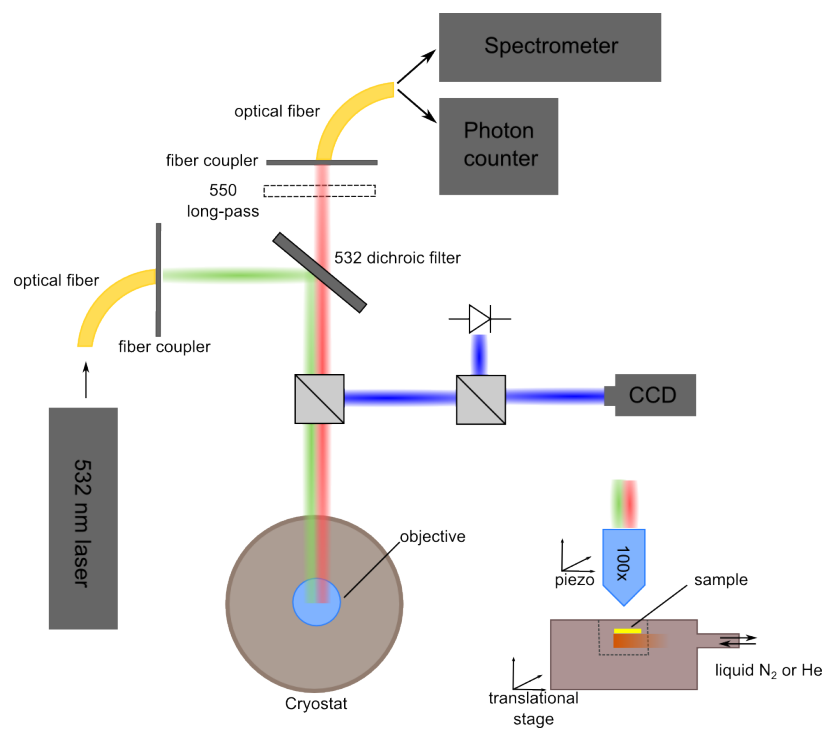 Spectrometer
optical fiber
Photon
counter
fiber coupler
550
long-pass
532 dichroic filter
optical fiber
fiber coupler
CCD
532 nm laser
objective
100x
piezo
sample
liquid N₂ or He
translational
stage
Cryostat